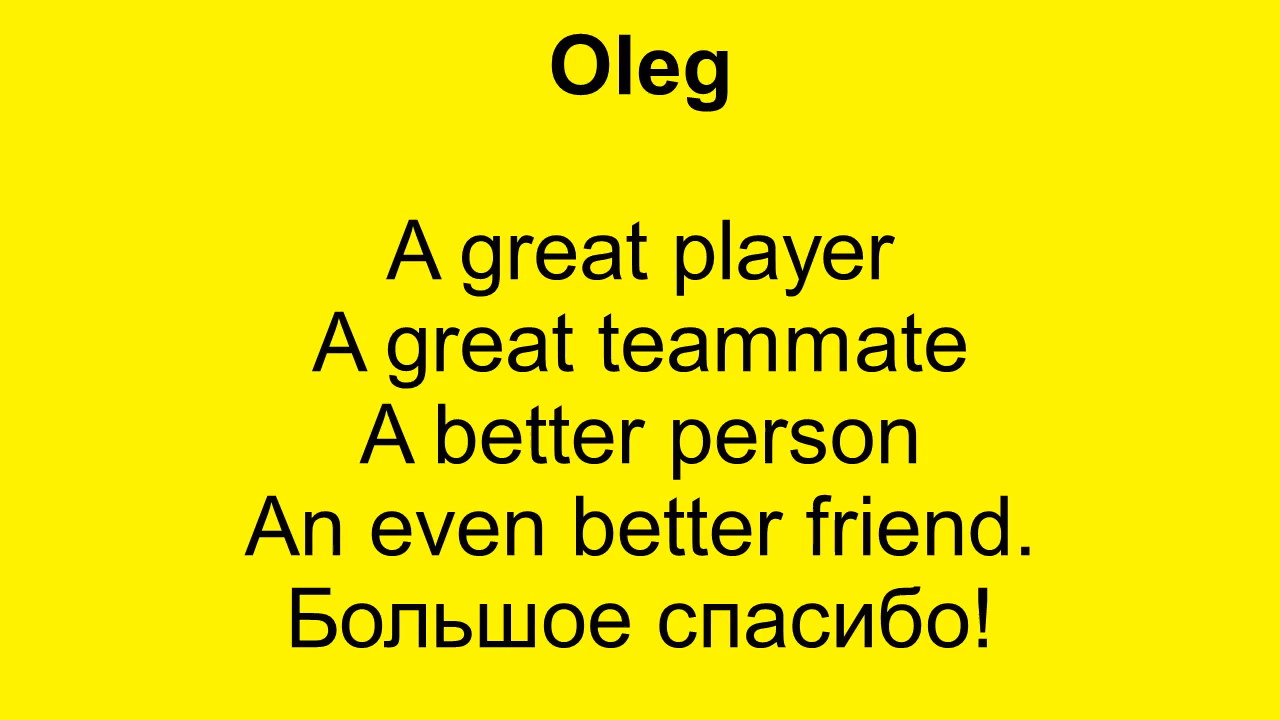 Oleg
A great player
A great teammate
A better person
An even better friend.
Большое спасибо!